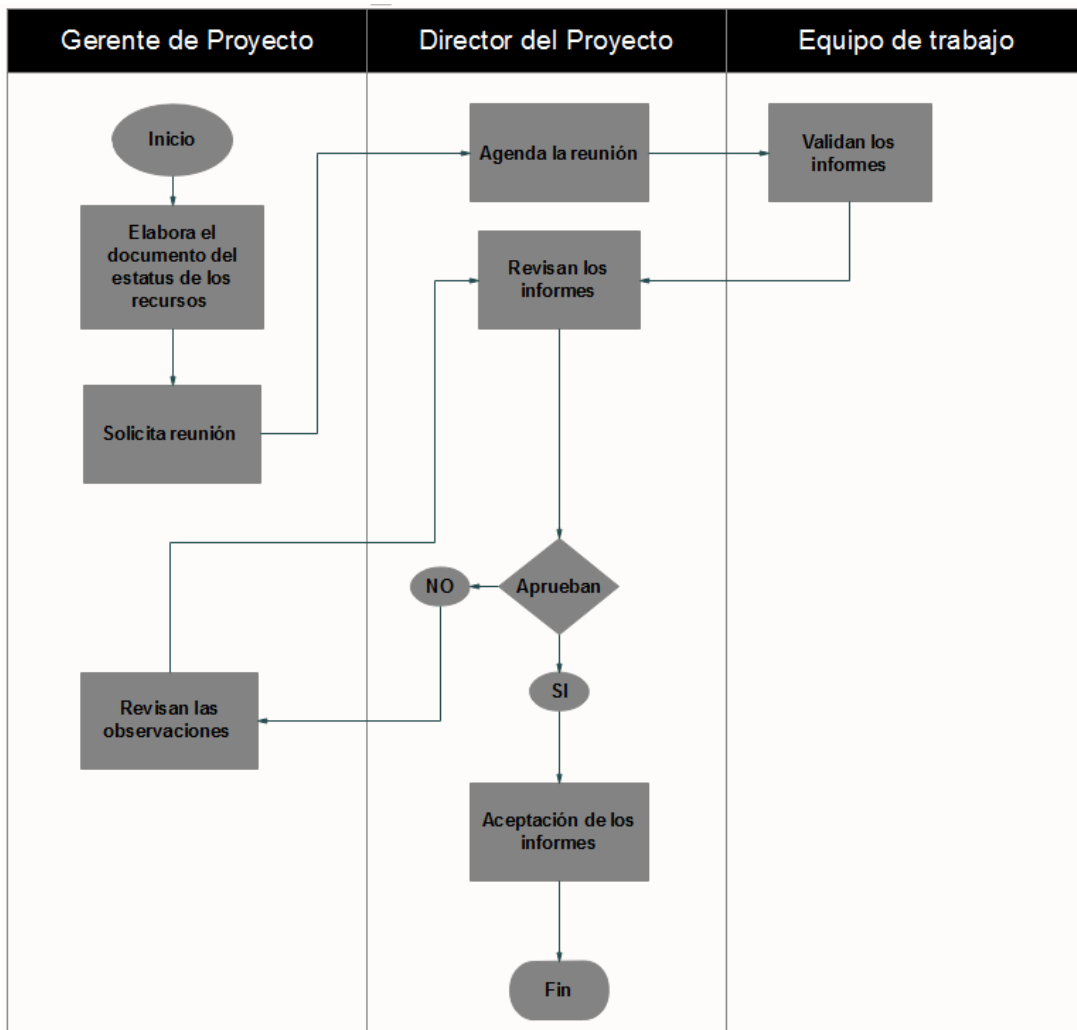 Gerente de Proyecto
Director del Proyecto
Equipo de trabajo
Inicio
Elabora el
documento del
estatus de los
recursos
Solicita reunión
Agenda la reunión
Validan los
informes
Revisan los
informes
Aprueban
NO
SI
Revisan las
observaciones
Aceptación de los
informes
Fin